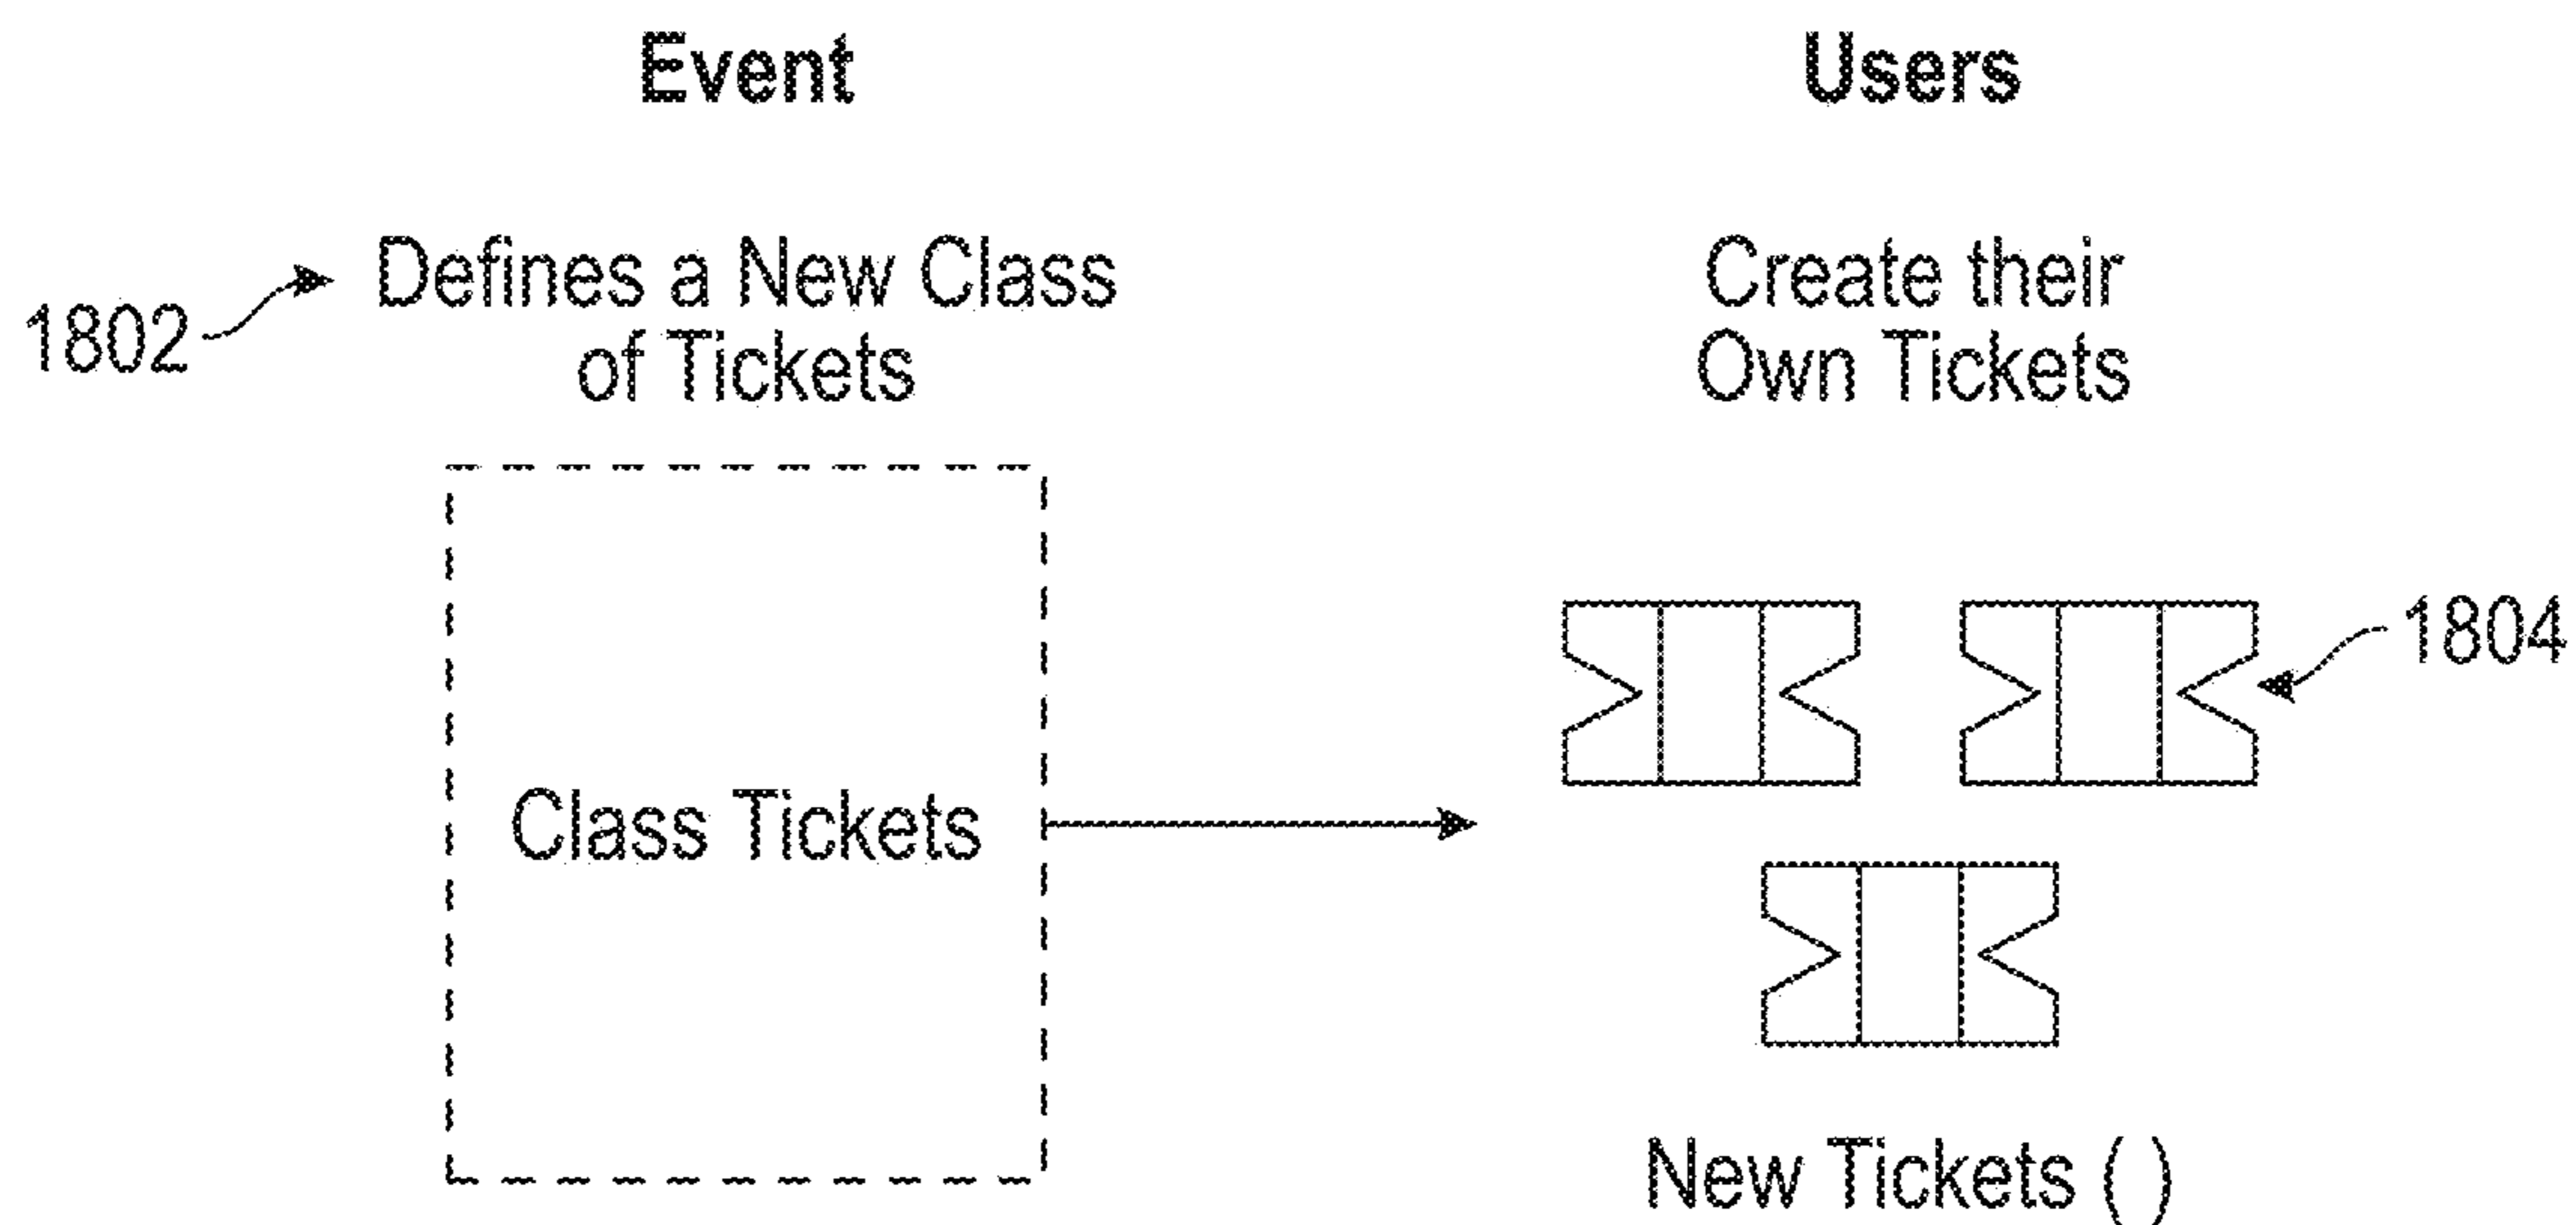 Event
Users
1802
Defines a New Class
of Tickets
Create their
Own Tickets
Class Tickets
1804
New Tickets ( )